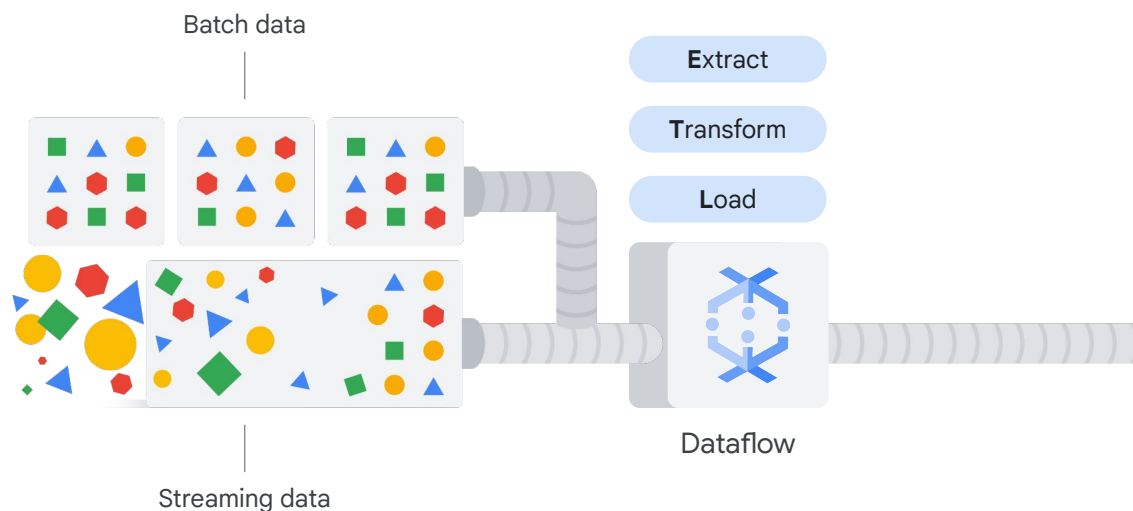 Batch data
Extract
Transform
Load
Dataflow
Streaming data